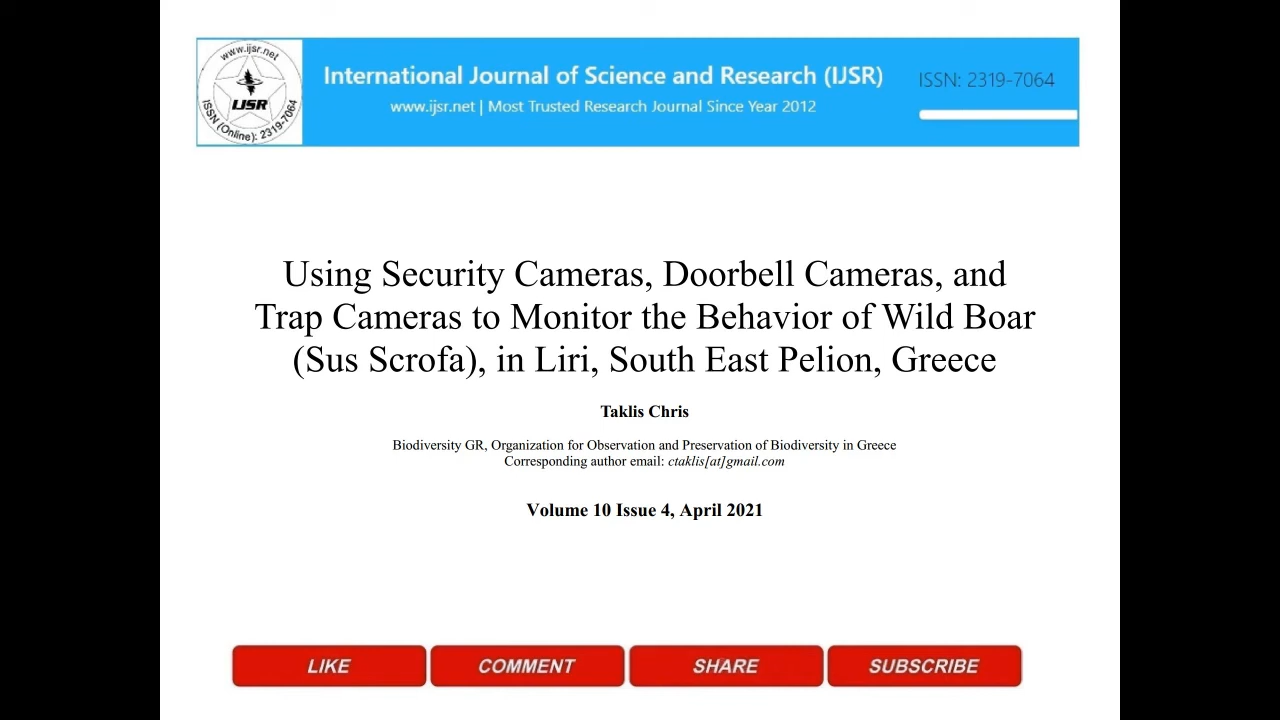 www.ijsr.net
IJSR
ISSN (Online): 2319-7064
International Journal of Science and Research (IJSR)
www.ijsr.net | Most Trusted Research Journal Since Year 2012
ISSN: 2319-7064
Using Security Cameras, Doorbell Cameras, and
Trap Cameras to Monitor the Behavior of Wild Boar
(Sus Scrofa), in Liri, South East Pelion, Greece
Taklis Chris
Biodiversity GR, Organization for Observation and Preservation of Biodiversity in Greece
Corresponding author email: ctaklis[at]gmail.com
Volume 10 Issue 4, April 2021
LIKE
COMMENT
SHARE
SUBSCRIBE